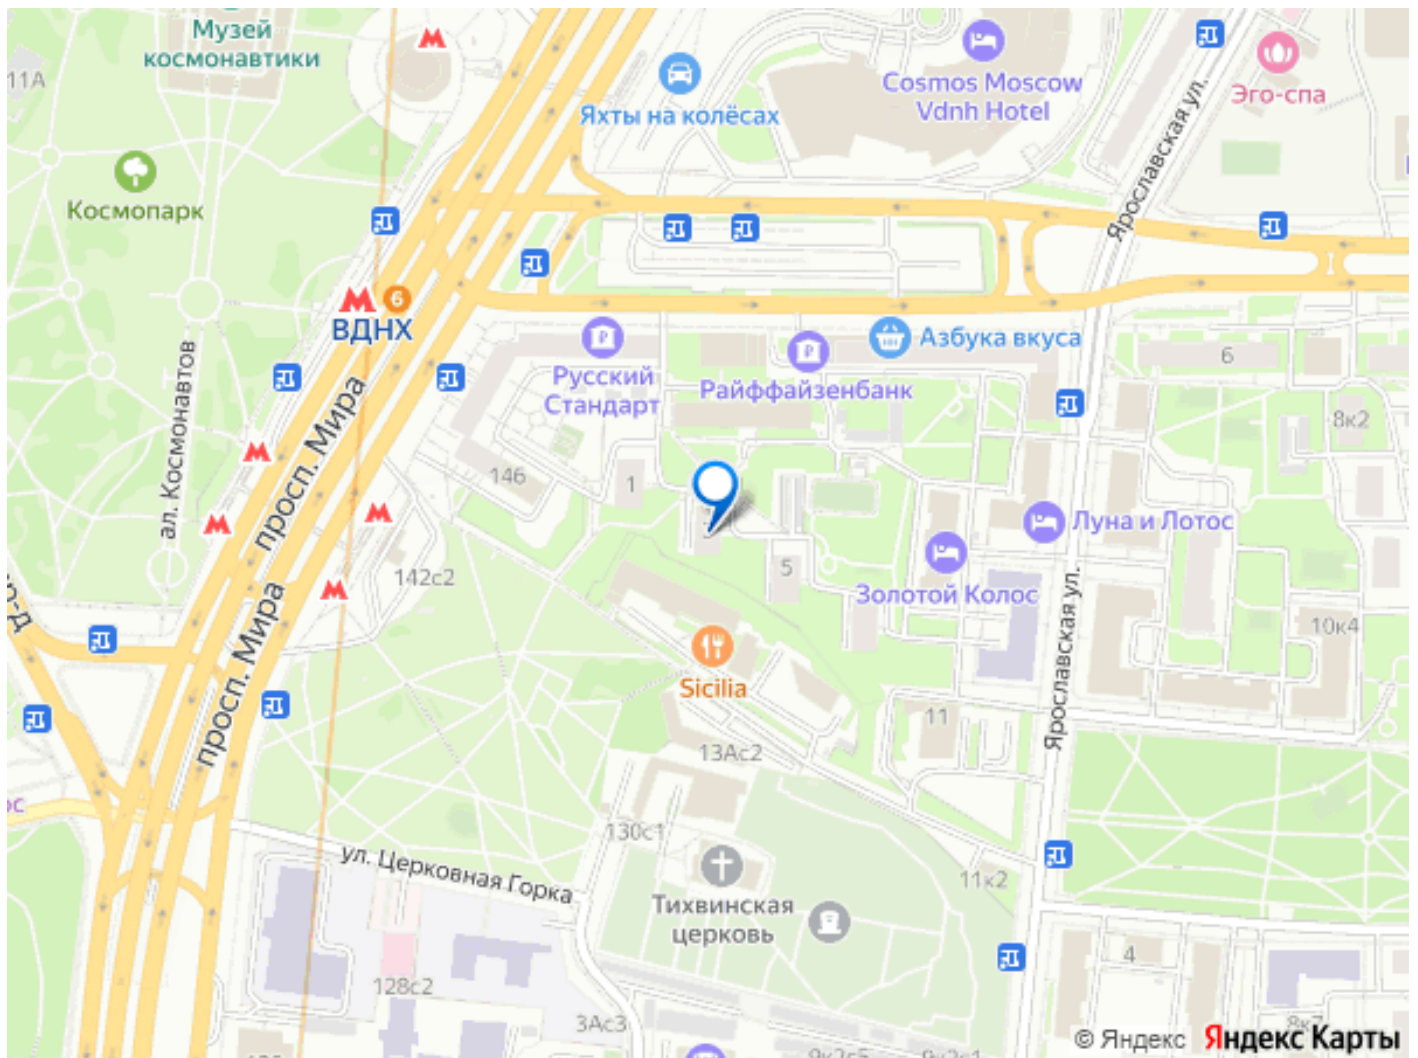 Музей
космонавтики
11А
Космопарк
Яхты на колёсах
Cosmos Moscow
Vdnh Hotel
Эго-спа
Ярославская ул.
6
ВДНХ
Азбука вкуса
Русский
Стандарт
Райффайзенбанк
6
8к2
ал. Космонавтов
просп. Мира
146
1
Луна и Лотос
142с2
5
Золотой Колос
просп. Мира
Ярославская ул.
10к4
Sicilia
11
13Ас2
130с1
ул. Церковная Горка
11к2
Тихвинская
церковь
4
128с2
3Ас3
9к2с5
9к2с1
© Яндекс Яндекс Карты